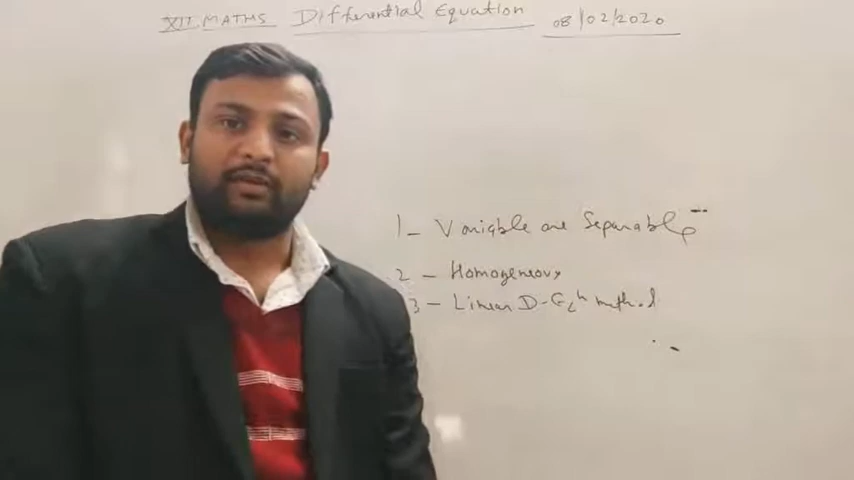 XII MATHS Differential Equation 08/02/2020
1 - Variable are Separable
2 - Homogeneous
3 - Linear D-Eqn method